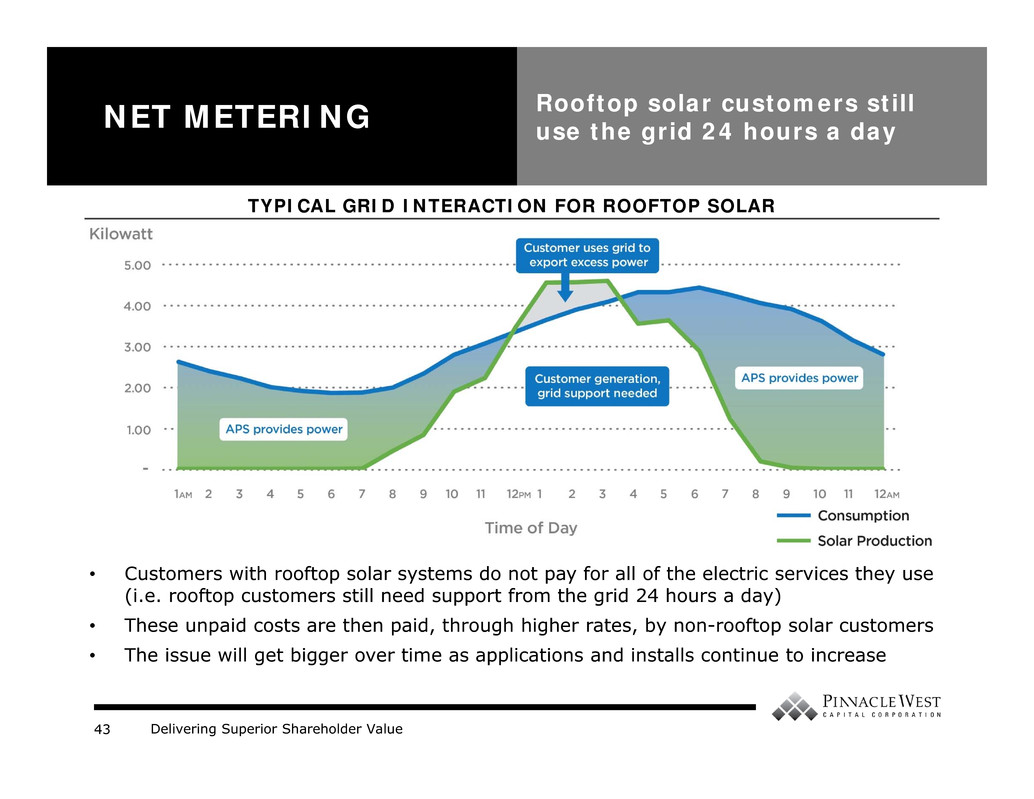 NET METERING
Rooftop solar customers still
use the grid 24 hours a day
TYPICAL GRID INTERACTION FOR ROOFTOP SOLAR
Kilowatt
Customer uses grid to
export excess power
5.00
4.00
3.00
2.00
1.00
-
Customer generation,
grid support needed
APS provides power
APS provides power
1AM 2 3 4 5 6 7 8 9 10 11 12PM 1 2 3 4 5 6 7 8 9 10 11 12AM
Time of Day
Consumption
Solar Production
• Customers with rooftop solar systems do not pay for all of the electric services they use
(i.e. rooftop customers still need support from the grid 24 hours a day)
• These unpaid costs are then paid, through higher rates, by non-rooftop solar customers
• The issue will get bigger over time as applications and installs continue to increase
PINNACLE WEST
CAPITAL CORPORATION
43 Delivering Superior Shareholder Value